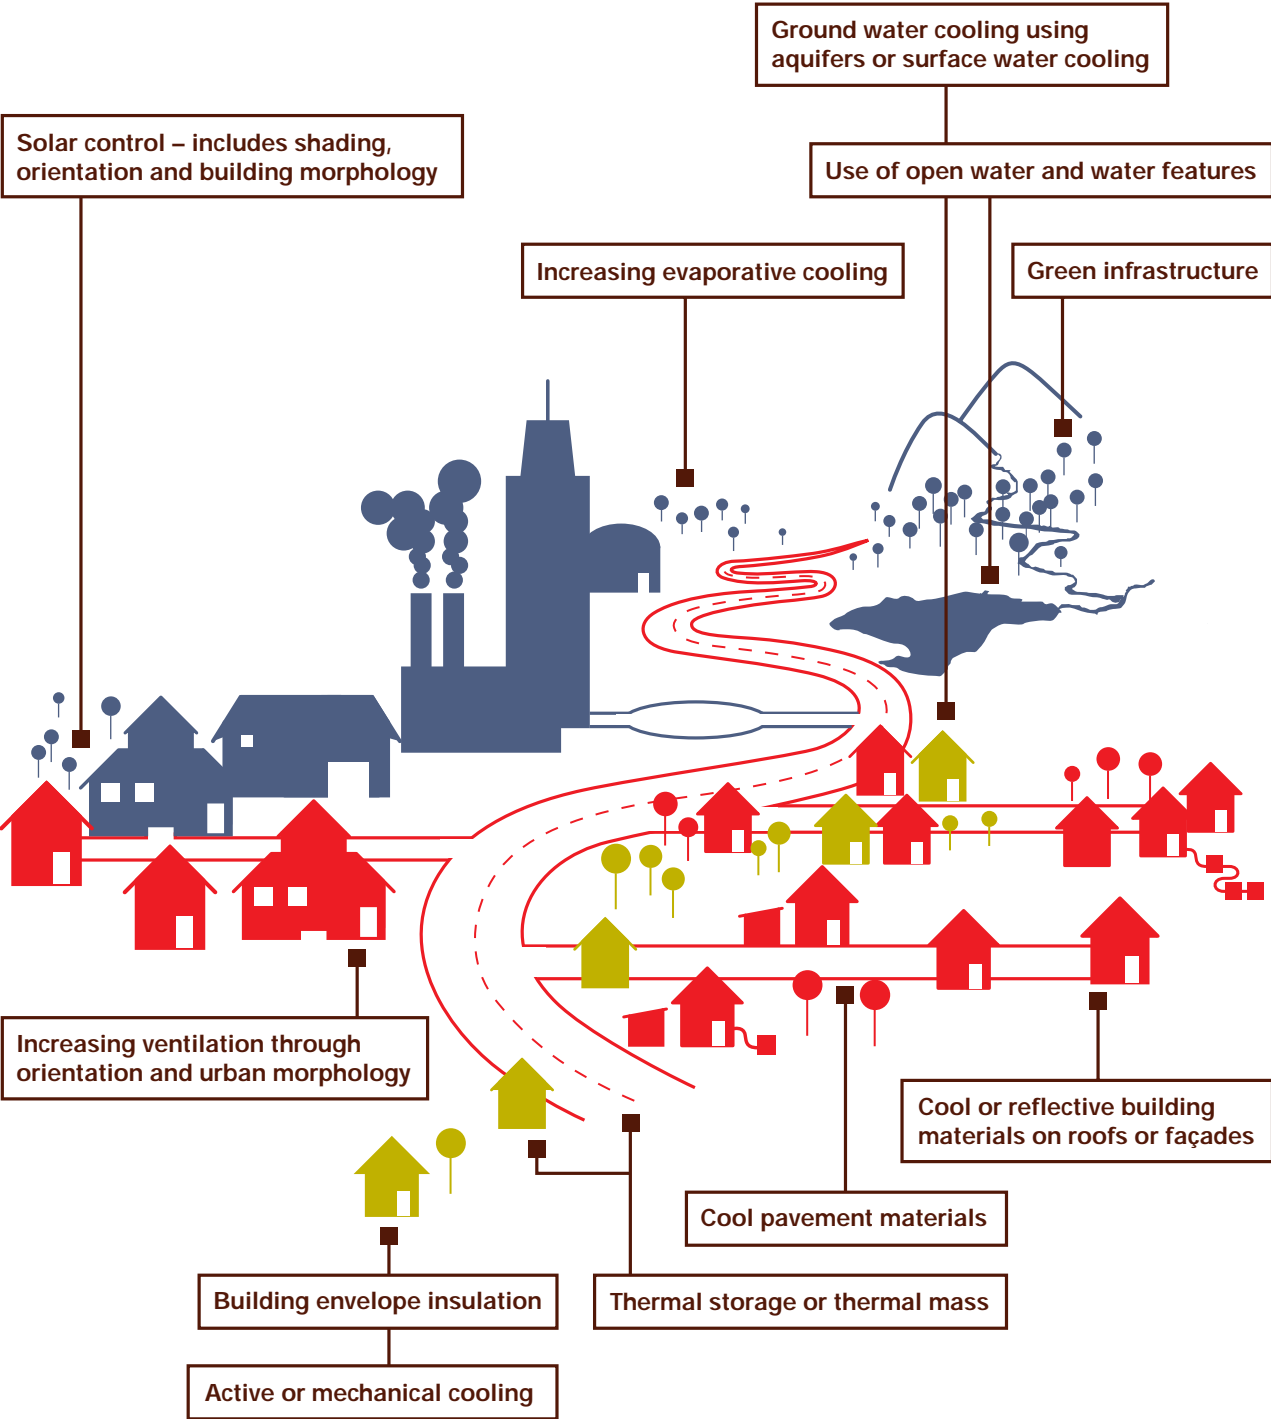 Ground water cooling using
aquifers or surface water cooling
Solar control – includes shading,
orientation and building morphology
Use of open water and water features
Increasing evaporative cooling
Green infrastructure
Increasing ventilation through
orientation and urban morphology
Cool or reflective building
materials on roofs or façades
Cool pavement materials
Building envelope insulation
Thermal storage or thermal mass
Active or mechanical cooling